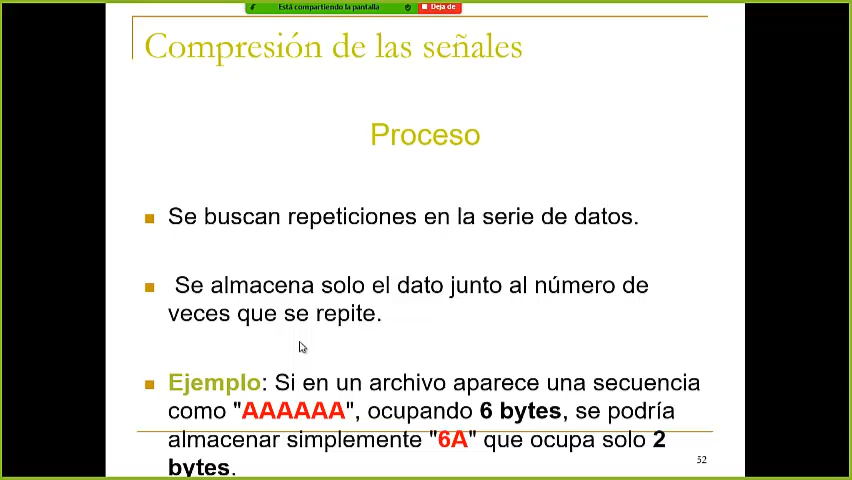 Está compartiendo la pantalla
Deja de
Compresión de las señales
Proceso
Se buscan repeticiones en la serie de datos.
Se almacena solo el dato junto al número de
veces que se repite.
Ejemplo: Si en un archivo aparece una secuencia
como "AAAAAA", ocupando 6 bytes, se podría
almacenar simplemente "6A" que ocupa solo 2
bytes.
52